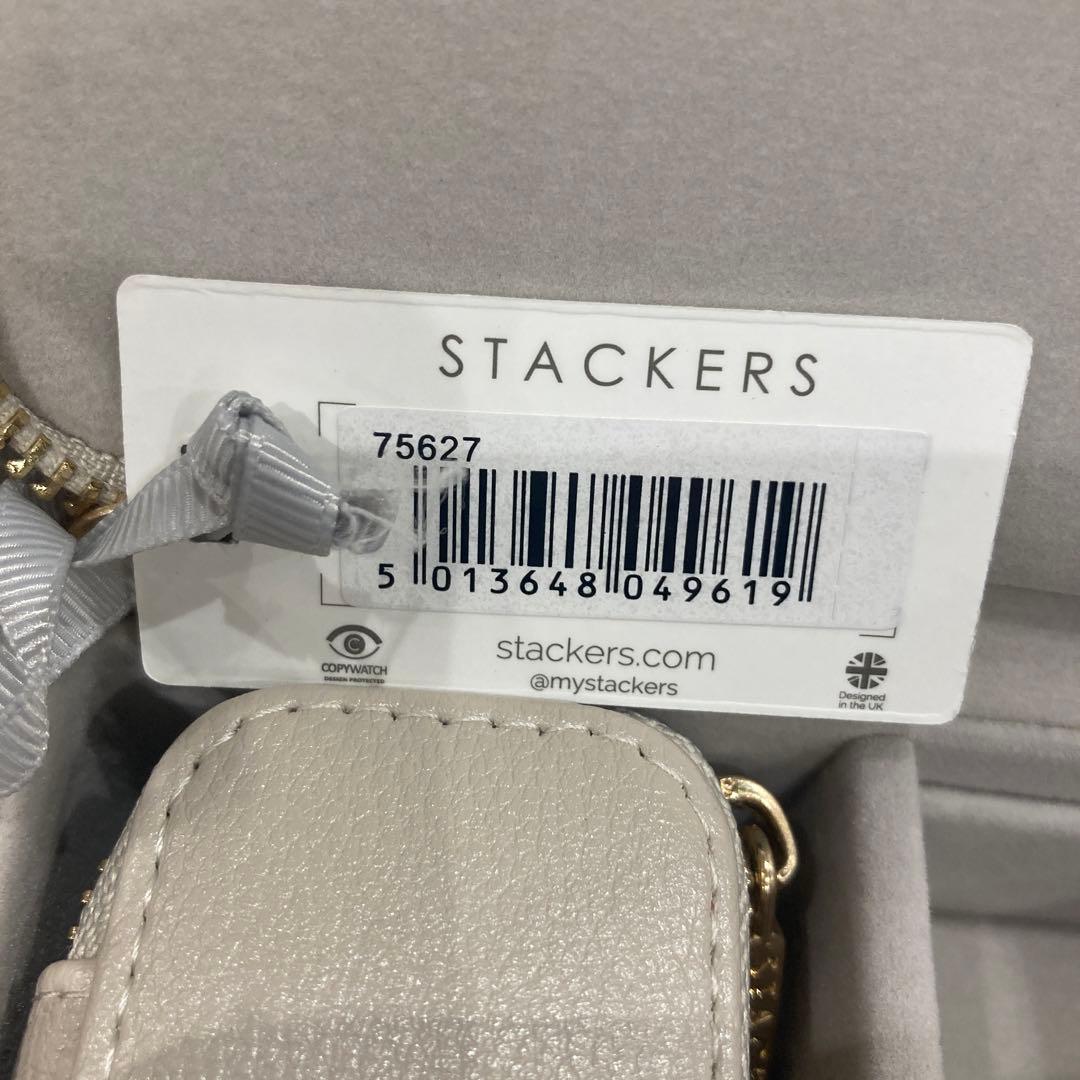 STACKERS
75627
5 013648 049619
stackers.com
@mystackers
COPYWATCH
DESIGN PROTECTED
Designed
in the UK